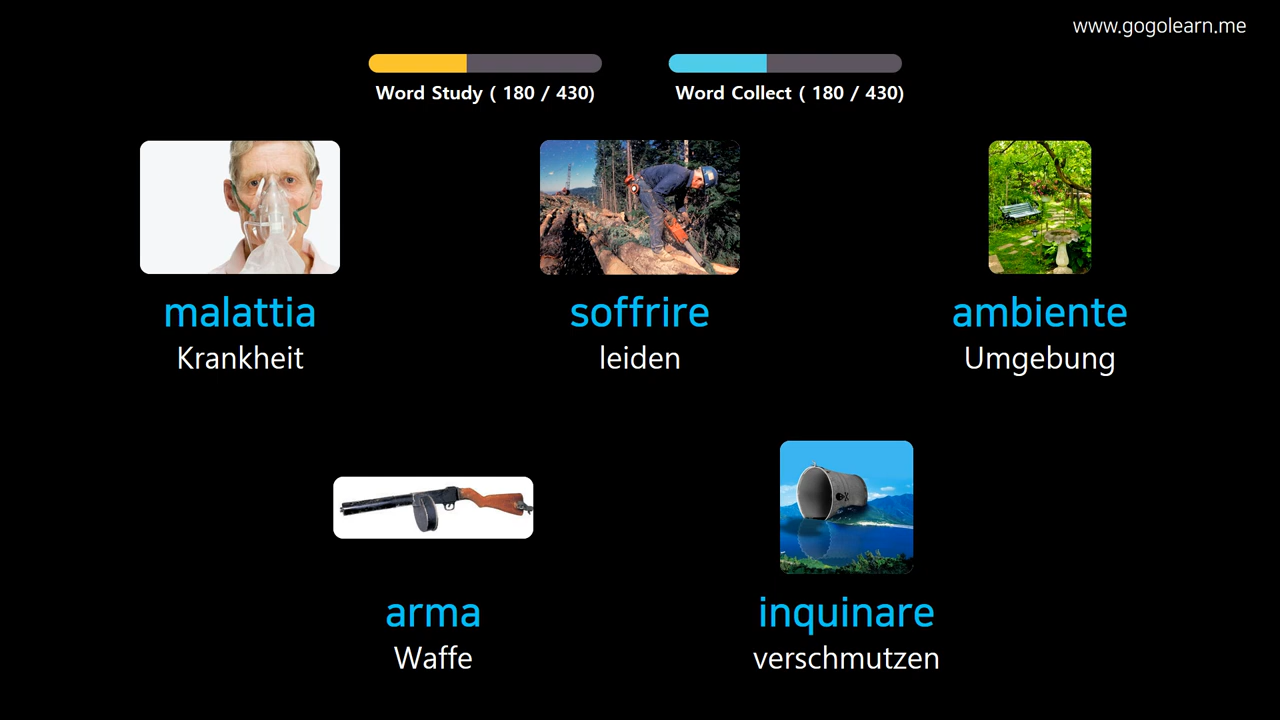 www.gogolearn.me
Word Study ( 180 / 430)
Word Collect ( 180 / 430)
malattia
Krankheit
soffrire
leiden
ambiente
Umgebung
arma
Waffe
inquinare
verschmutzen